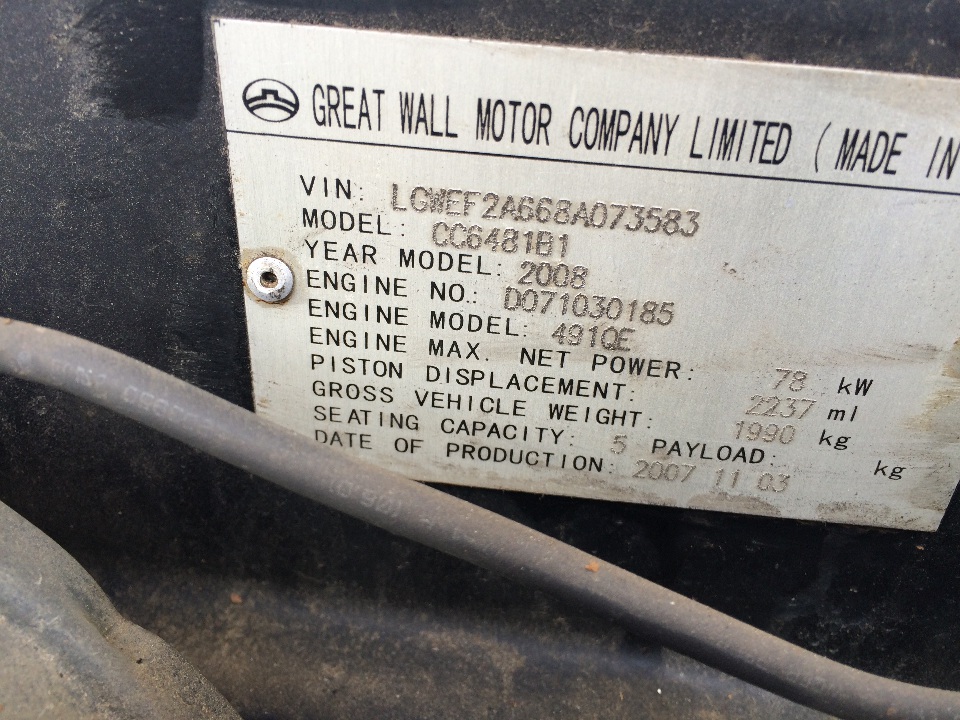 GREAT WALL MOTOR COMPANY LIMITED ( MADE IN
VIN: LGWEF2A668A073583
MODEL: CC6481B1
YEAR MODEL: 2008
ENGINE NO.: D071030185
ENGINE MODEL: 491QE
ENGINE MAX. NET POWER: 78 kW
PISTON DISPLACEMENT: 2237 ml
GROSS VEHICLE WEIGHT: 1990 kg
SEATING CAPACITY: 5 PAYLOAD: kg
DATE OF PRODUCTION: 2007 11 03